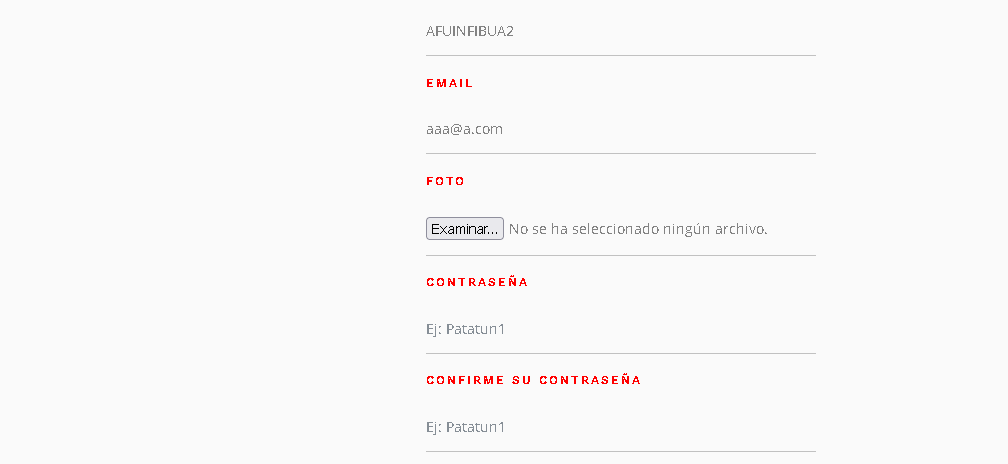 AFUINFIBUA2
EMAIL
aaa@a.com
FOTO
Examinar... No se ha seleccionado ningún archivo.
CONTRASEÑA
Ej: Patatun1
CONFIRME SU CONTRASEÑA
Ej: Patatun1